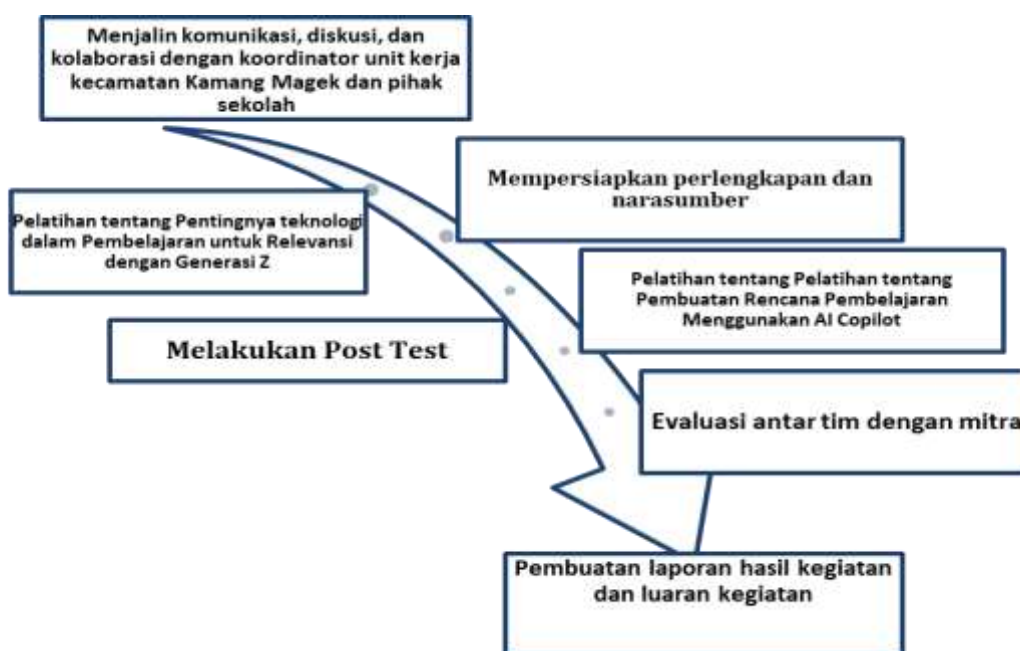 Menjalin komunikasi, diskusi, dan
kolaborasi dengan koordinator unit kerja
kecamatan Kamang Magek dan pihak
sekolah
Mempersiapkan perlengkapan dan
narasumber
Pelatihan tentang Pentingnya teknologi
dalam Pembelajaran untuk Relevansi
dengan Generasi Z
Pelatihan tentang Pelatihan tentang
Pembuatan Rencana Pembelajaran
Menggunakan AI Copilot
Melakukan Post Test
Evaluasi antar tim dengan mitra
Pembuatan laporan hasil kegiatan
dan luaran kegiatan